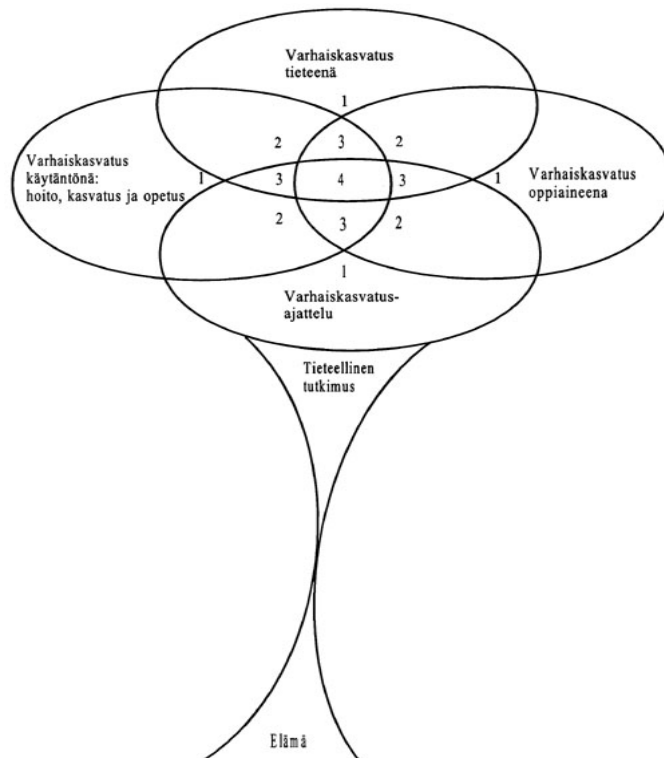 Varhaiskasvatus
tieteenä
1
2 3 2
Varhaiskasvatus
käytäntönä:
hoito, kasvatus ja opetus
1 3 4 3 1
Varhaiskasvatus
oppiaineena
2 3 2
1
Varhaiskasvatus-
ajattelu
Tieteellinen
tutkimus
Elämä